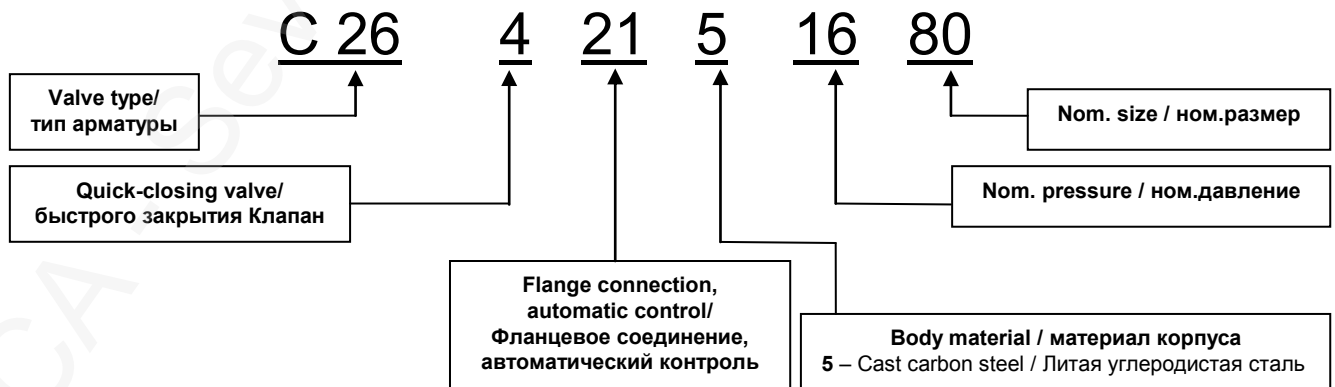 C 26 4 21 5 16 80
Valve type/
тип арматуры
Nom. size / ном.размер
Quick-closing valve/
быстрого закрытия Клапан
Nom. pressure / ном.давление
Flange connection,
automatic control/
Фланцевое соединение,
автоматический контроль
Body material / материал корпуса
5 – Cast carbon steel / Литая углеродистая сталь